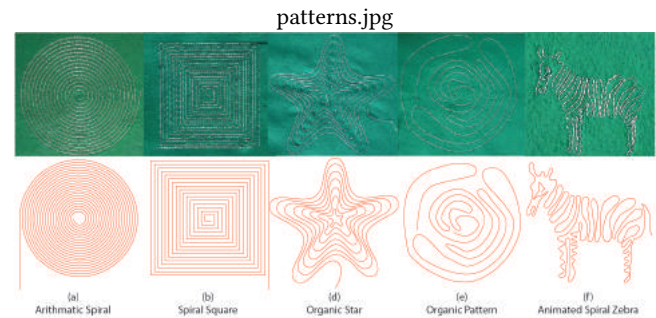 patterns.jpg
(a)
Arithmatic Spiral
(b)
Spiral Square
(d)
Organic Star
(e)
Organic Pattern
(f)
Animated Spiral Zebra